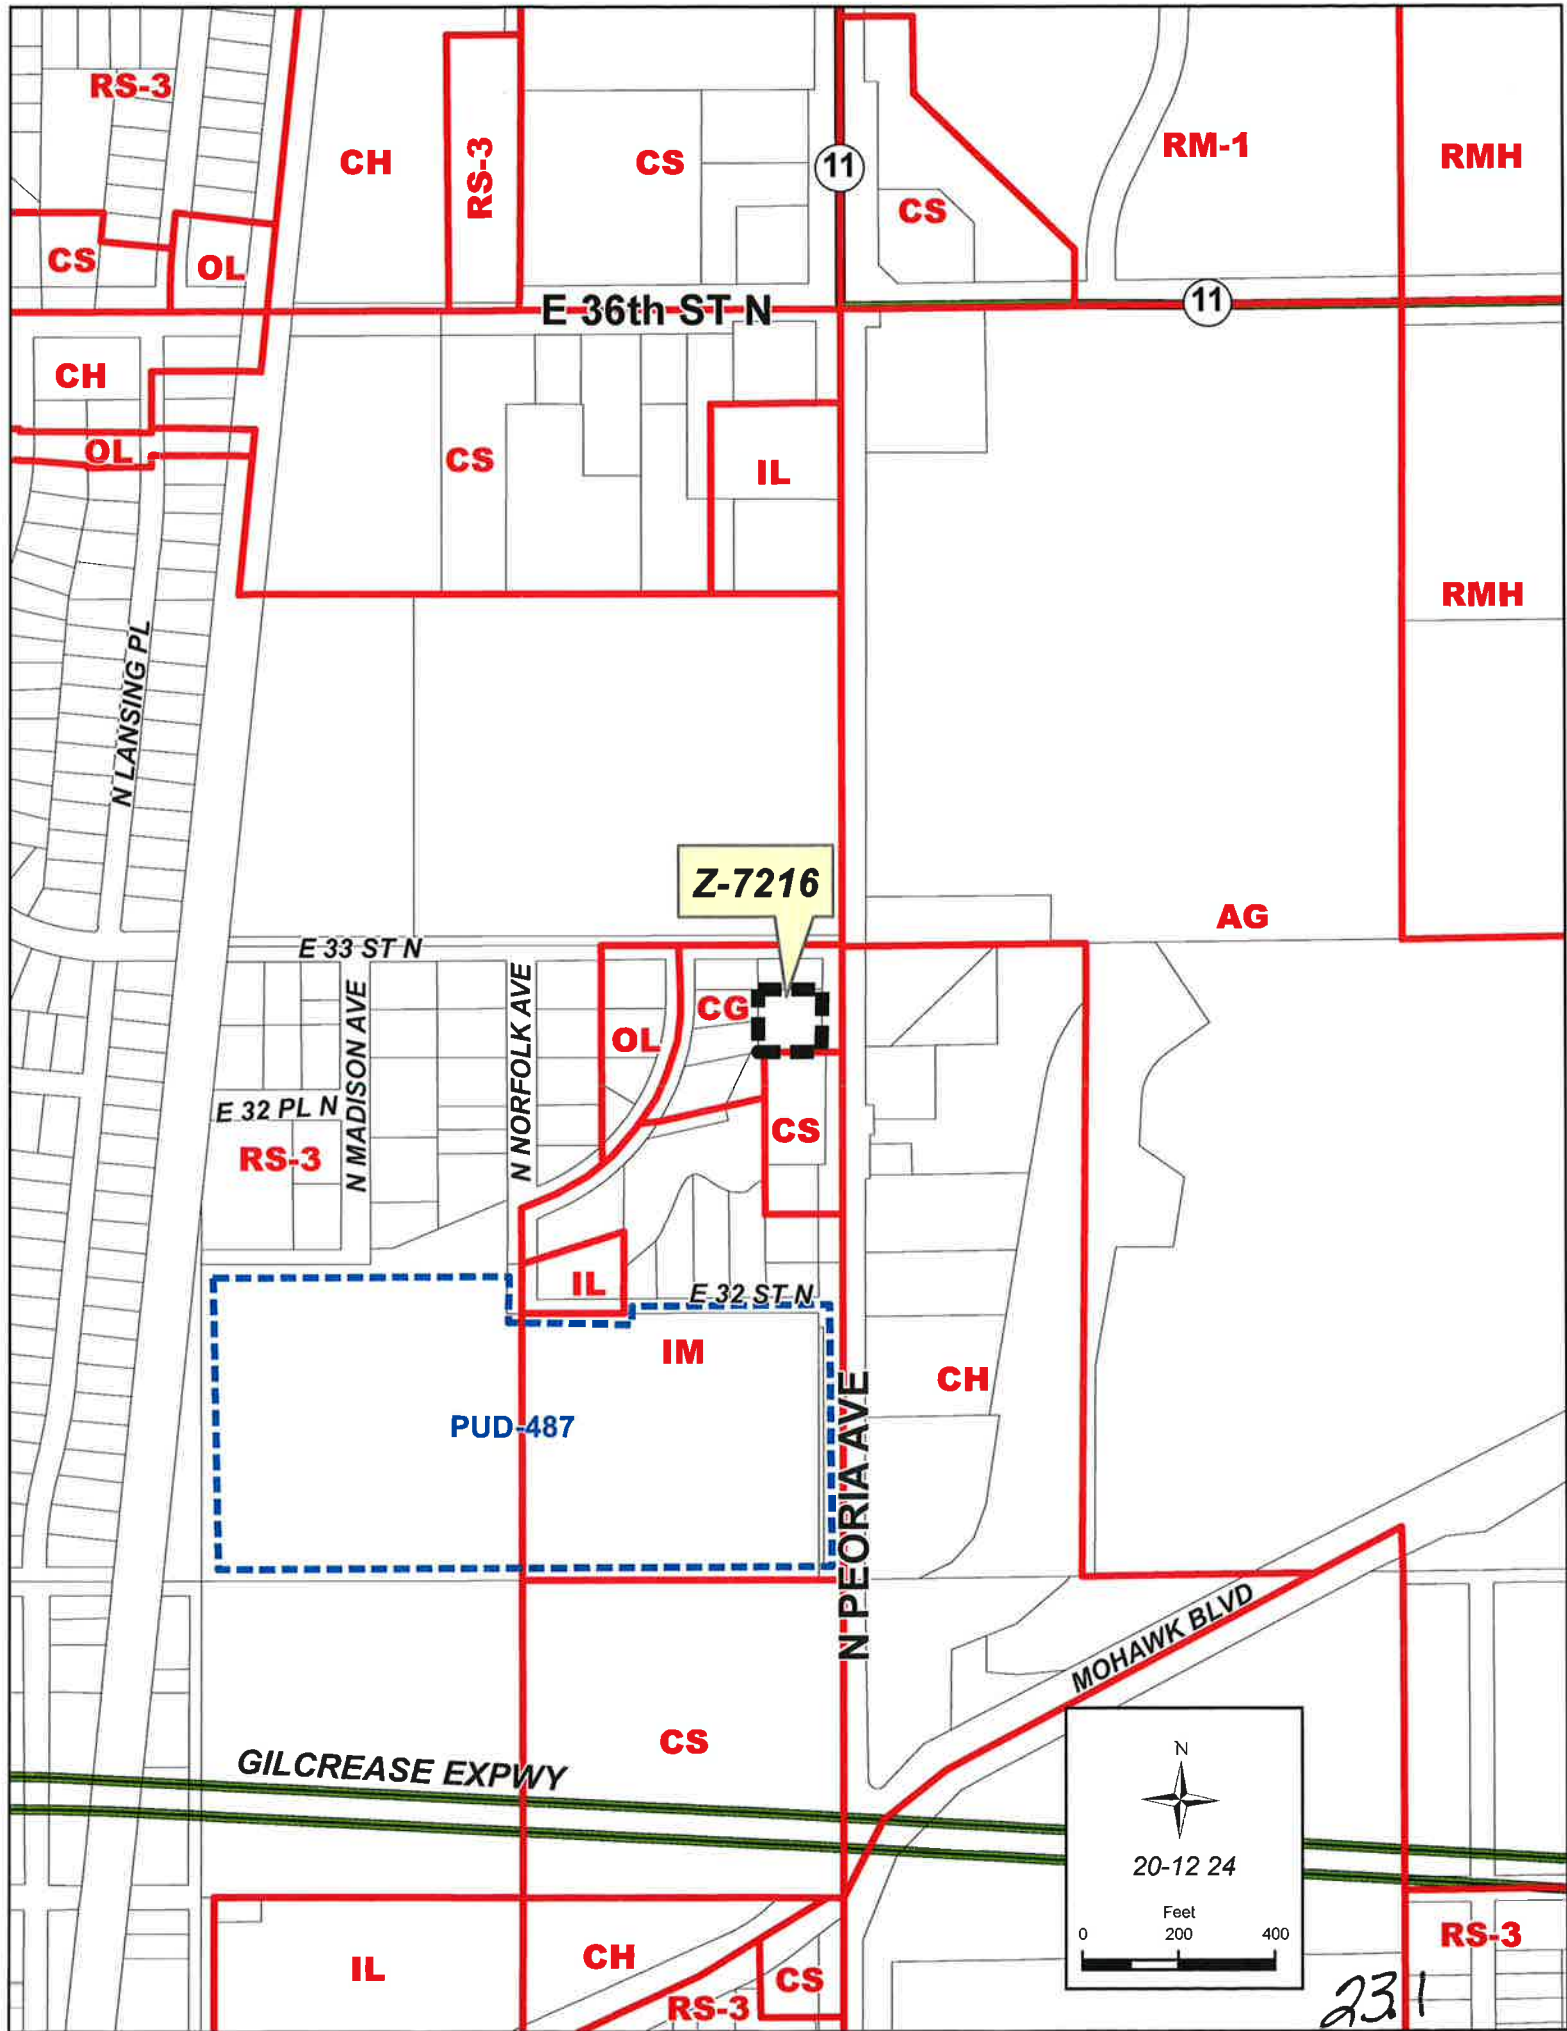 RS-3
CH
RS-3
CS
11
RM-1
RMH
CS
CS
OL
E 36th ST N
11
CH
OL
CS
IL
RMH
N LANSING PL
Z-7216
AG
E 33 ST N
N MADISON AVE
N NORFOLK AVE
CG
OL
E 32 PL N
RS-3
CS
IL
E 32 ST N
IM
CH
PUD-487
N PEORIA AVE
MOHAWK BLVD
CS
GILCREASE EXPWY
N
20-12 24
Feet
0 200 400
IL
CH
CS
RS-3
RS-3
23.1